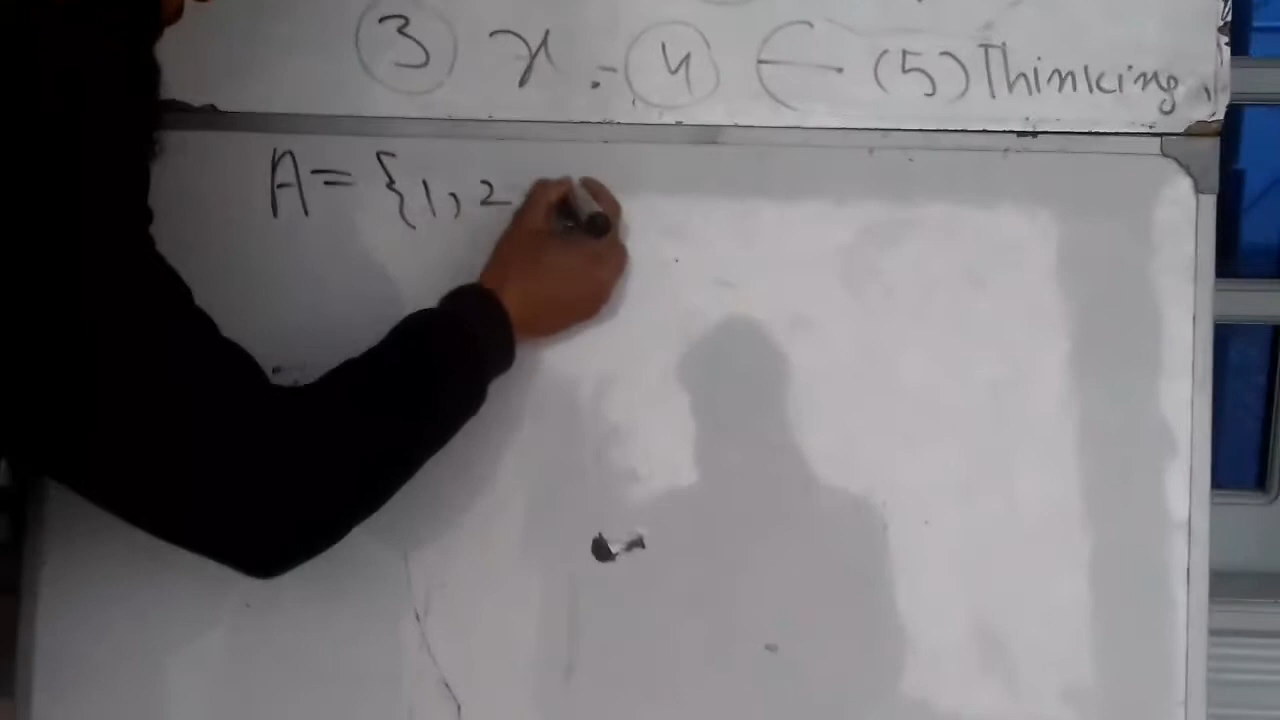 ③ x :- ④ ∈ (5) Thinking,
A = {1, 2